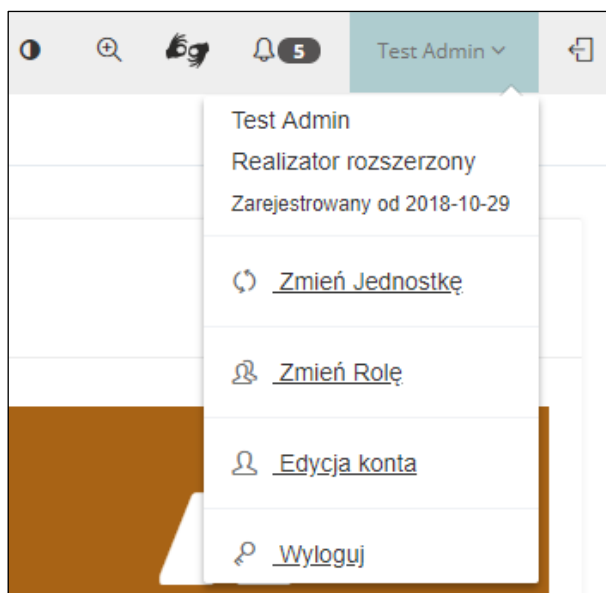 5
Test Admin
Test Admin
Realizator rozszerzony
Zarejestrowany od 2018-10-29
Zmień Jednostkę
Zmień Rolę
Edycja konta
Wyloguj